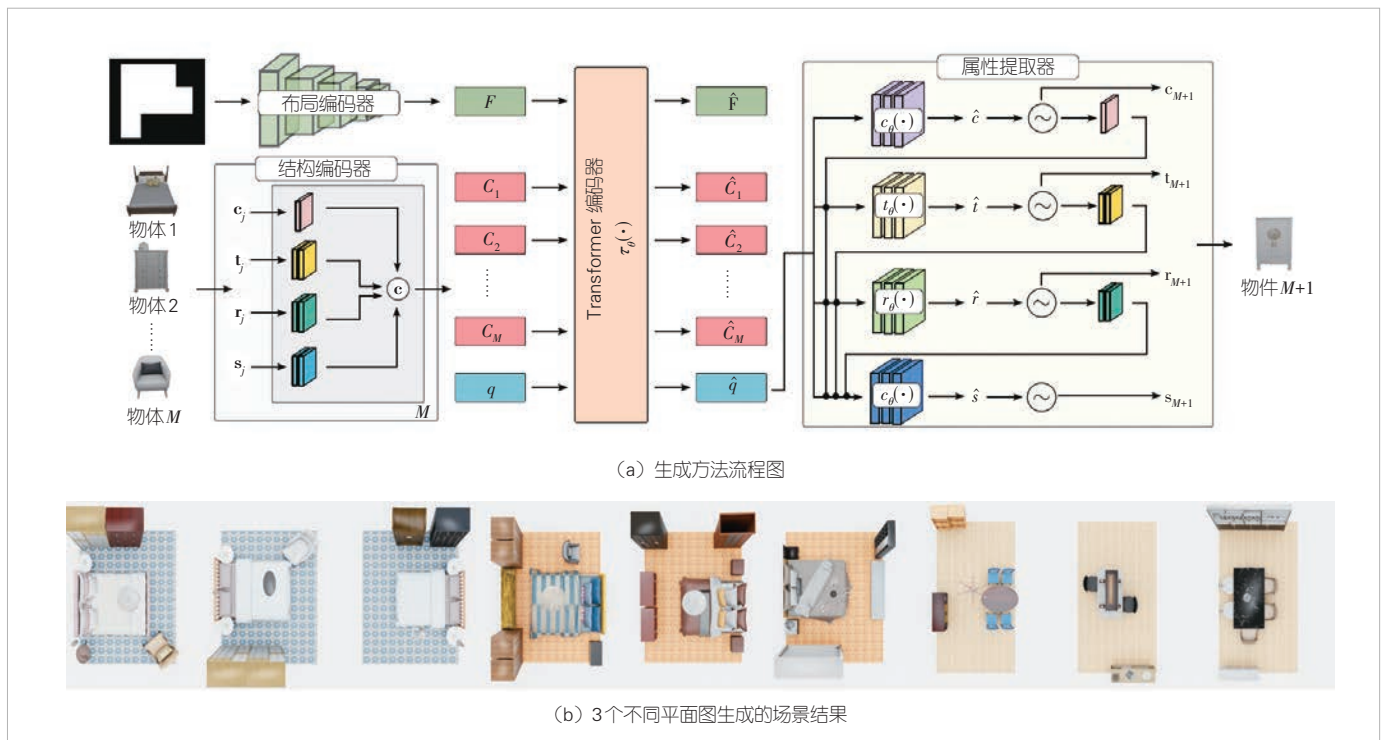 属性提取器
布局编码器
F
F̂
c_θ(·)
ĉ
~
c_{M+1}
结构编码器
物体1
c_j
C_1
Ĉ_1
t_θ(·)
t̂
~
t_{M+1}
物体2
t_j
c
C_2
Ĉ_2
……
r_j
……
……
r_θ(·)
r̂
~
r_{M+1}
物体M
s_j
M
C_M
Ĉ_M
q
q̂
c_θ(·)
ŝ
~
s_{M+1}
Transformer 编码器
τ_θ(·)
物件M+1
(a)生成方法流程图
(b)3个不同平面图生成的场景结果